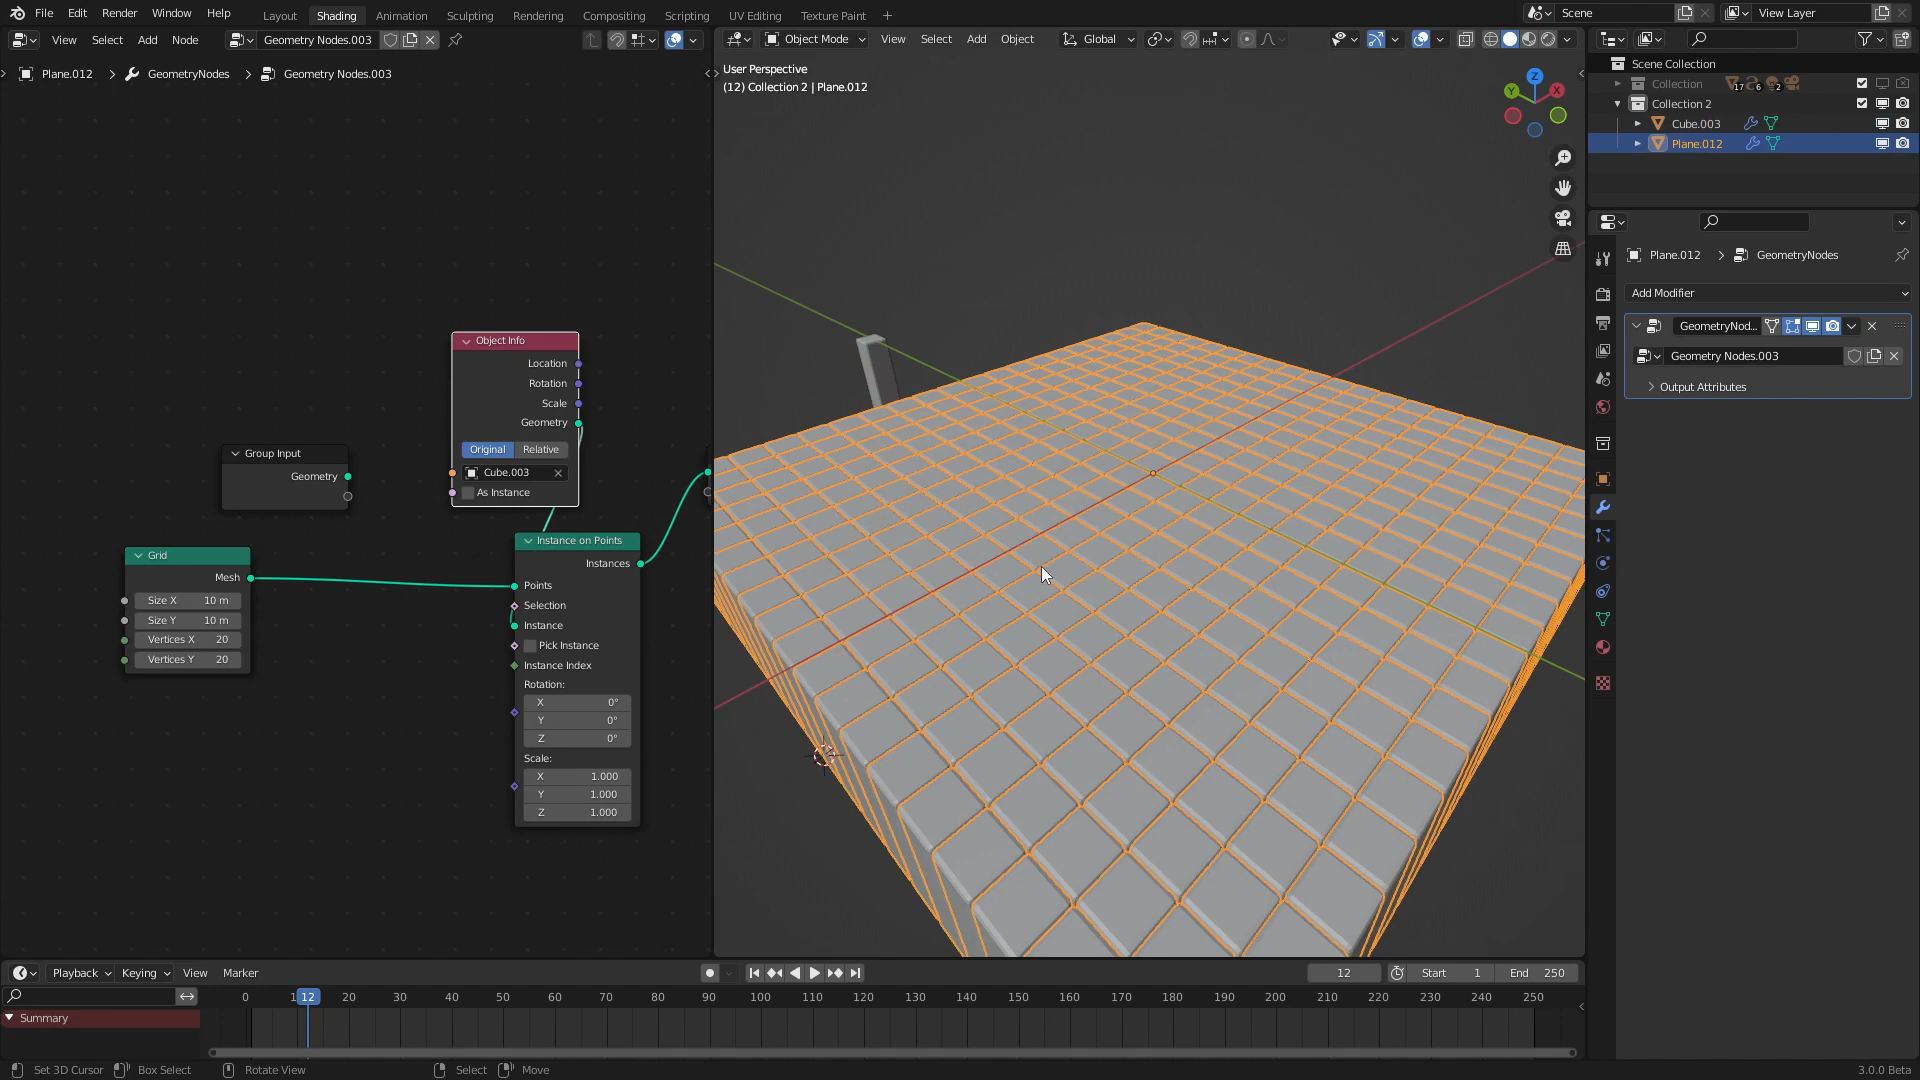 File Edit Render Window Help
Layout Shading Animation Sculpting Rendering Compositing Scripting UV Editing Texture Paint +
Scene
View Layer
View Select Add Node
Geometry Nodes.003
Object Mode
View Select Add Object
Global
Plane.012 > GeometryNodes > Geometry Nodes.003
User Perspective
(12) Collection 2 | Plane.012
Z
Y
X
Scene Collection
Collection 17 6 2
Collection 2
Cube.003
Plane.012
Plane.012 > GeometryNodes
Add Modifier
GeometryNod...
Geometry Nodes.003
Output Attributes
Object Info
Location
Rotation
Scale
Geometry
Original Relative
Cube.003
As Instance
Group Input
Geometry
Grid
Mesh
Size X 10 m
Size Y 10 m
Vertices X 20
Vertices Y 20
Instance on Points
Instances
Points
Selection
Instance
Pick Instance
Instance Index
Rotation:
X 0°
Y 0°
Z 0°
Scale:
X 1.000
Y 1.000
Z 1.000
Playback Keying View Marker
12
Start 1
End 250
0 1 12 20 30 40 50 60 70 80 90 100 110 120 130 140 150 160 170 180 190 200 210 220 230 240 250
Summary
Set 3D Cursor Box Select Rotate View Select Move
3.0.0 Beta